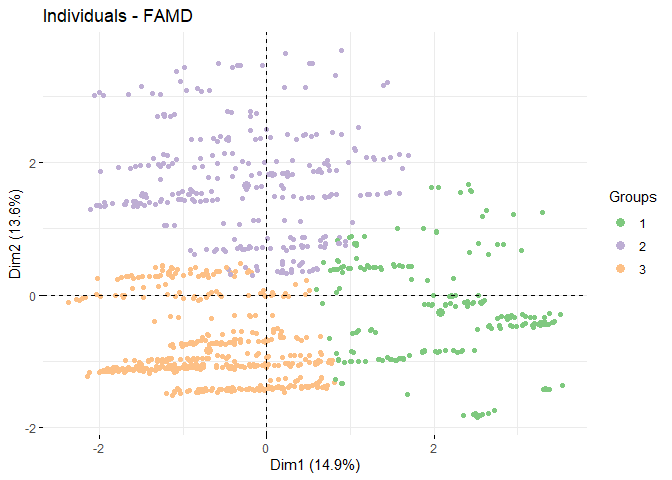 Individuals - FAMD
Dim2 (13.6%)
2
0
-2
-2
0
2
Dim1 (14.9%)
Groups
1
2
3